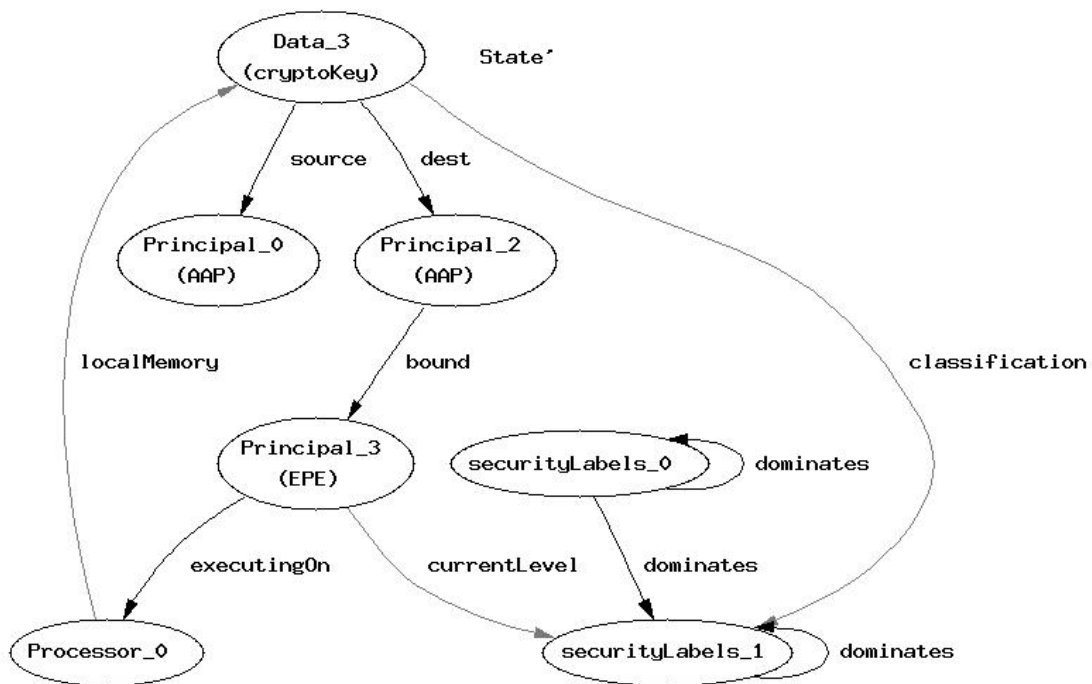 Data_3
(cryptoKey)
State’
source
dest
Principal_0
(AAP)
Principal_2
(AAP)
localMemory
bound
classification
Principal_3
(EPE)
securityLabels_0
dominates
executingOn
currentLevel
dominates
Processor_0
securityLabels_1
dominates